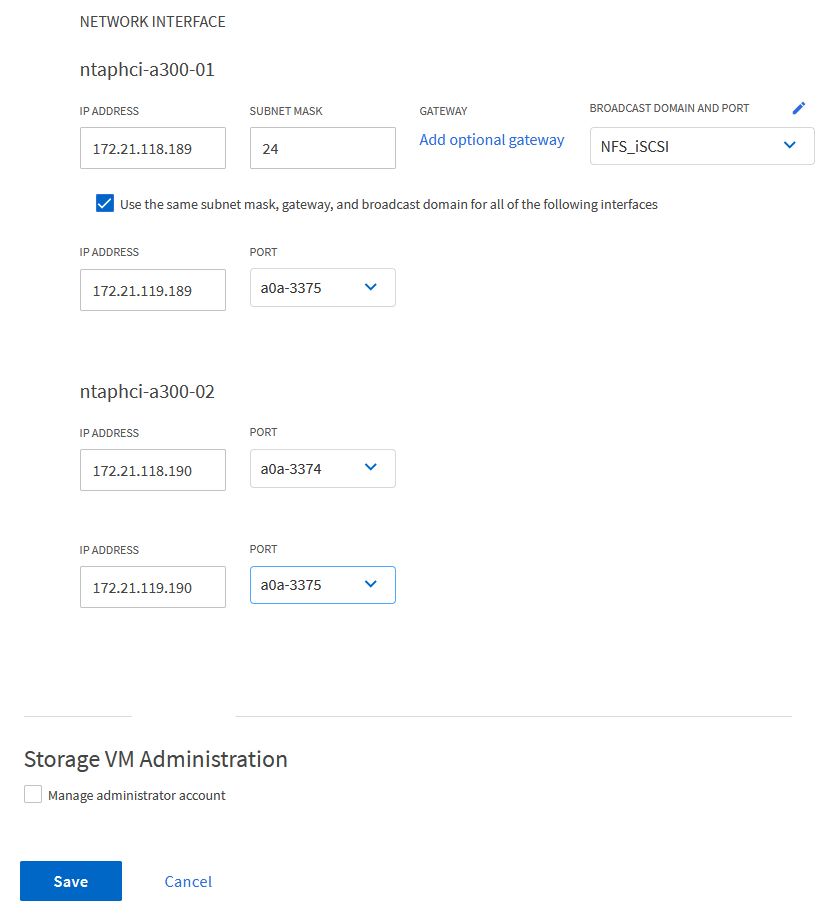 NETWORK INTERFACE
ntaphci-a300-01
IP ADDRESS SUBNET MASK GATEWAY BROADCAST DOMAIN AND PORT
172.21.118.189 24 Add optional gateway NFS_iSCSI
Use the same subnet mask, gateway, and broadcast domain for all of the following interfaces
IP ADDRESS PORT
172.21.119.189 a0a-3375
ntaphci-a300-02
IP ADDRESS PORT
172.21.118.190 a0a-3374
IP ADDRESS PORT
172.21.119.190 a0a-3375
Storage VM Administration
Manage administrator account
Save Cancel